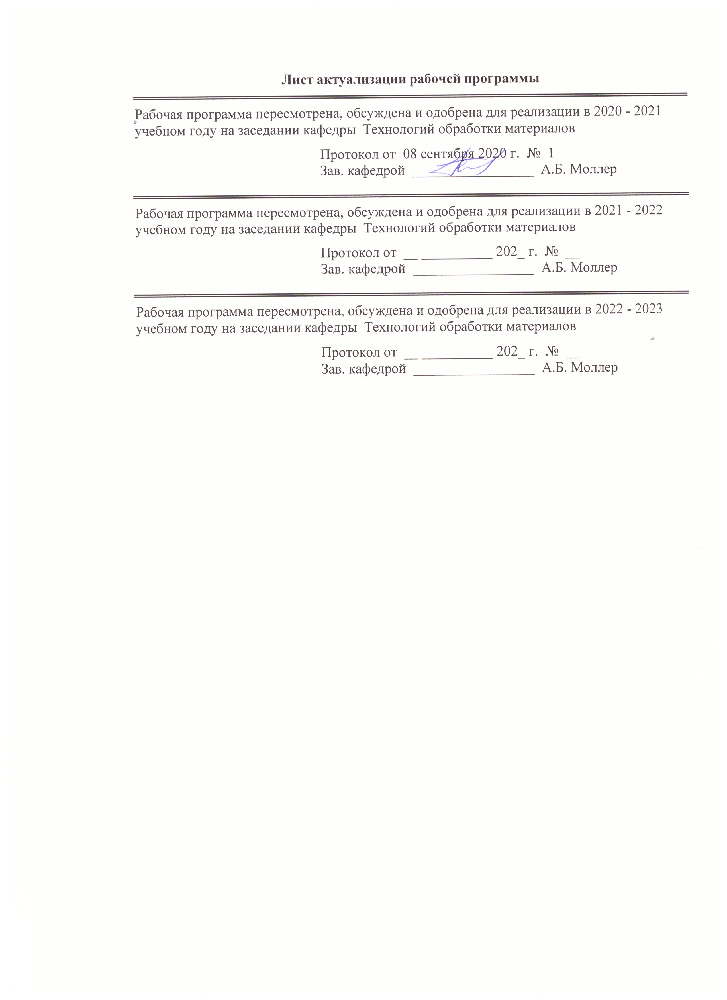 Лист актуализации рабочей программы
Рабочая программа пересмотрена, обсуждена и одобрена для реализации в 2020 - 2021
учебном году на заседании кафедры Технологий обработки материалов
Протокол от 08 сентября 2020 г. № 1
Зав. кафедрой _________________ А.Б. Моллер
Рабочая программа пересмотрена, обсуждена и одобрена для реализации в 2021 - 2022
учебном году на заседании кафедры Технологий обработки материалов
Протокол от __ __________ 202_ г. № __
Зав. кафедрой _________________ А.Б. Моллер
Рабочая программа пересмотрена, обсуждена и одобрена для реализации в 2022 - 2023
учебном году на заседании кафедры Технологий обработки материалов
Протокол от __ __________ 202_ г. № __
Зав. кафедрой _________________ А.Б. Моллер